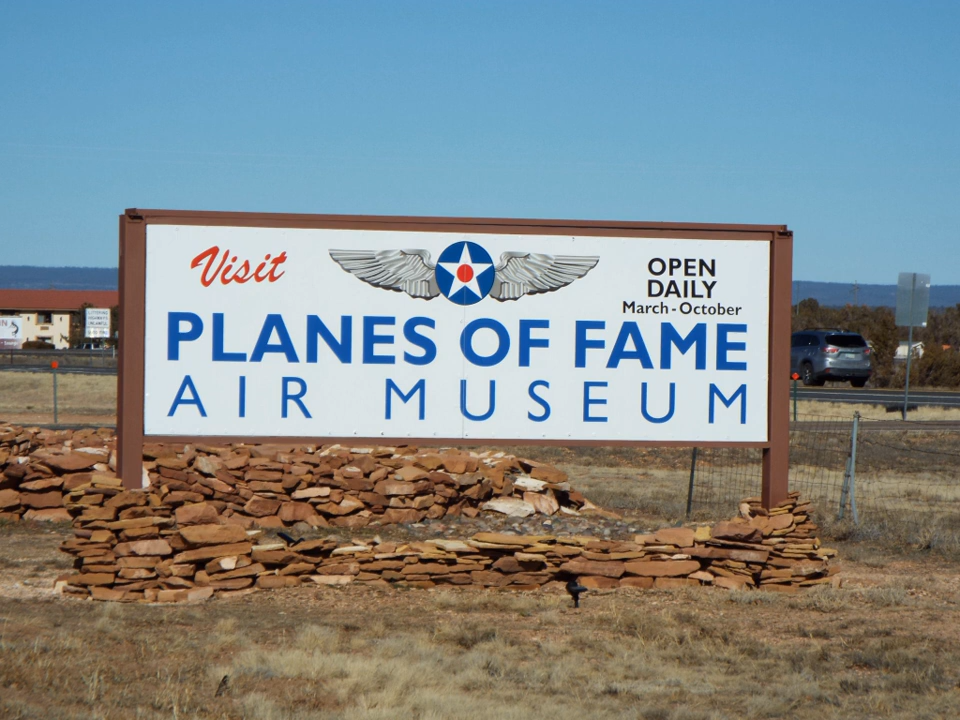 Visit
OPEN
DAILY
March - October
PLANES OF FAME
AIR MUSEUM